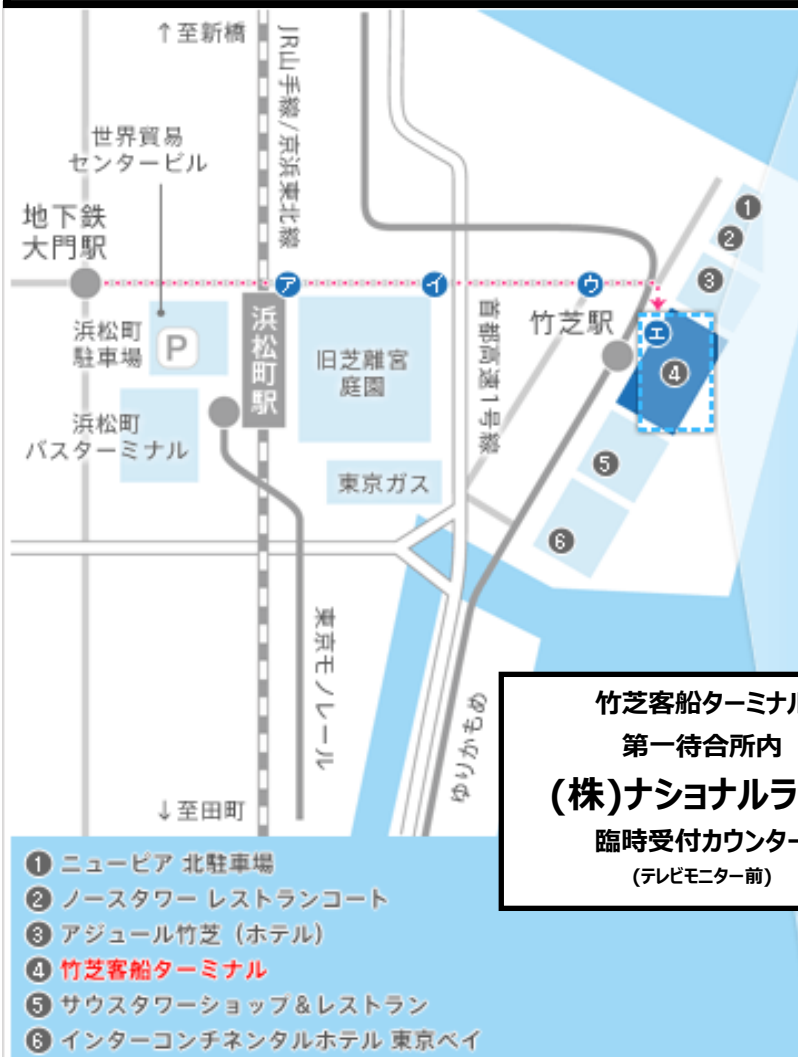 ↑至新橋
JR山手線/京浜東北線
世界貿易
センタービル
地下鉄
大門駅
ア
イ
ウ
エ
浜松町
駐車場
P
浜松町駅
旧芝離宮
庭園
首都高速1号線
竹芝駅
1
2
3
4
5
6
浜松町
バスターミナル
東京ガス
東京モノレール
ゆりかもめ
↓至田町
竹芝客船ターミナル
第一待合所内
(株)ナショナルラ
臨時受付カウンター
(テレビモニター前)
1 ニューピア 北駐車場
2 ノースタワー レストランコート
3 アジュール竹芝 (ホテル)
4 竹芝客船ターミナル
5 サウスタワーショップ&レストラン
6 インターコンチネンタルホテル 東京ベイ